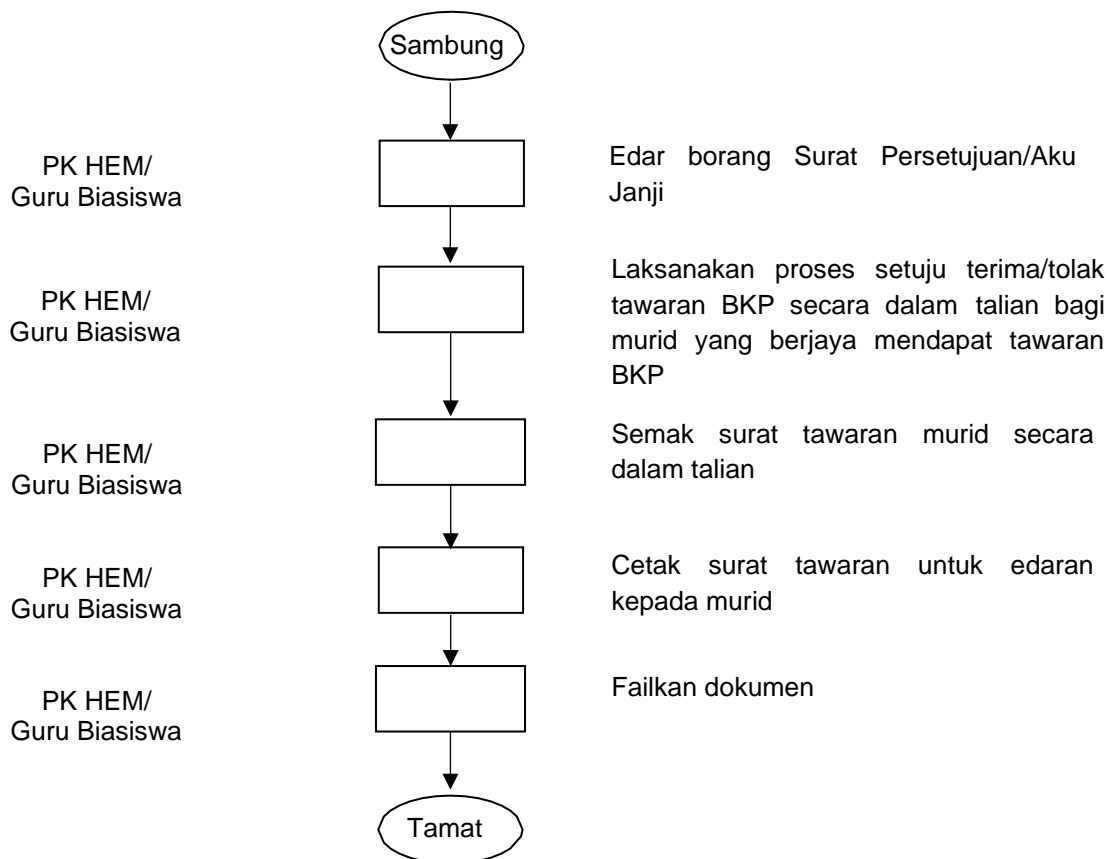 Sambung
PK HEM/
Guru Biasiswa
Edar borang Surat Persetujuan/Aku
Janji
PK HEM/
Guru Biasiswa
Laksanakan proses setuju terima/tolak
tawaran BKP secara dalam talian bagi
murid yang berjaya mendapat tawaran
BKP
PK HEM/
Guru Biasiswa
Semak surat tawaran murid secara
dalam talian
PK HEM/
Guru Biasiswa
Cetak surat tawaran untuk edaran
kepada murid
PK HEM/
Guru Biasiswa
Failkan dokumen
Tamat